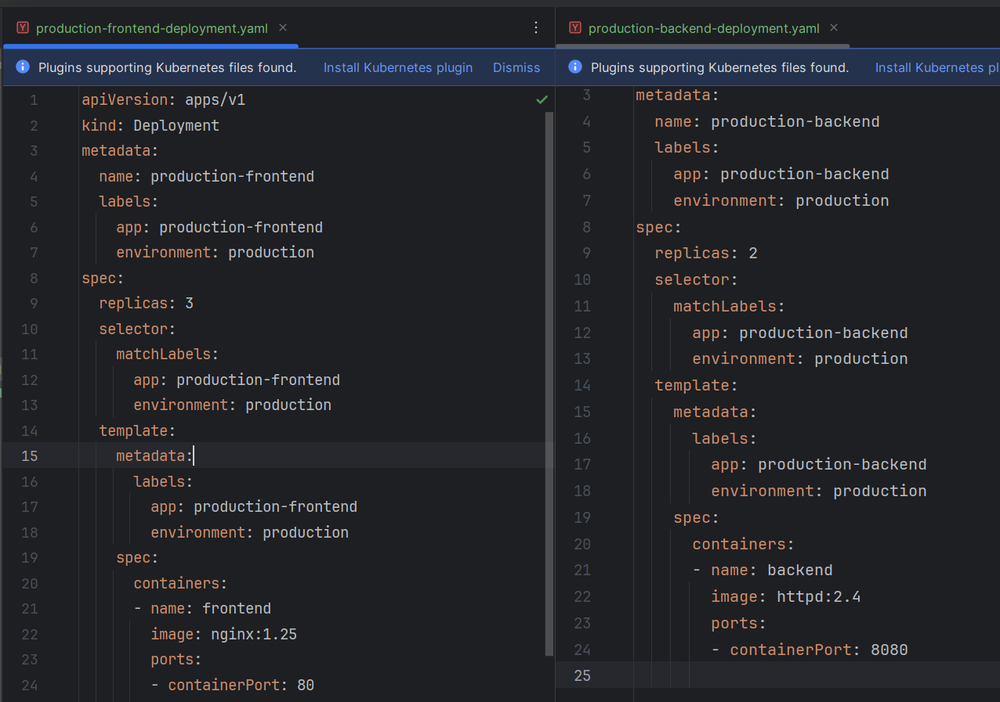 production-frontend-deployment.yaml
Plugins supporting Kubernetes files found. Install Kubernetes plugin Dismiss
1 apiVersion: apps/v1
2 kind: Deployment
3 metadata:
4   name: production-frontend
5   labels:
6     app: production-frontend
7     environment: production
8 spec:
9   replicas: 3
10   selector:
11     matchLabels:
12       app: production-frontend
13       environment: production
14   template:
15     metadata:
16       labels:
17         app: production-frontend
18         environment: production
19     spec:
20       containers:
21       - name: frontend
22         image: nginx:1.25
23         ports:
24         - containerPort: 80
production-backend-deployment.yaml
Plugins supporting Kubernetes files found. Install Kubernetes pl
3 metadata:
4   name: production-backend
5   labels:
6     app: production-backend
7     environment: production
8 spec:
9   replicas: 2
10   selector:
11     matchLabels:
12       app: production-backend
13       environment: production
14   template:
15     metadata:
16       labels:
17         app: production-backend
18         environment: production
19     spec:
20       containers:
21       - name: backend
22         image: httpd:2.4
23         ports:
24         - containerPort: 8080
25